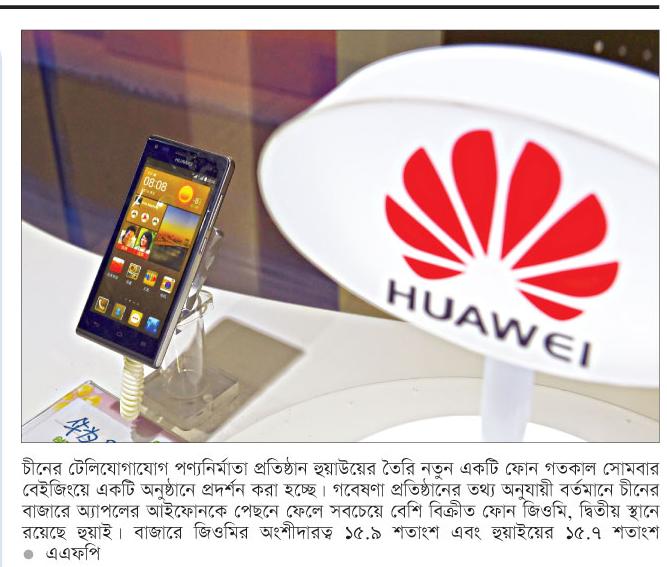 HUAWEI
08:08
HUAWEI
চীনের টেলিযোগাযোগ পণ্যনির্মাতা প্রতিষ্ঠান হুয়াউয়ের তৈরি নতুন একটি ফোন গতকাল সোমবার
বেইজিংয়ে একটি অনুষ্ঠানে প্রদর্শন করা হচ্ছে। গবেষণা প্রতিষ্ঠানের তথ্য অনুযায়ী বর্তমানে চীনের
বাজারে অ্যাপলের আইফোনকে পেছনে ফেলে সবচেয়ে বেশি বিক্রীত ফোন জিওমি, দ্বিতীয় স্থানে
রয়েছে হুয়াই। বাজারে জিওমির অংশীদারত্ব ১৫.৯ শতাংশ এবং হুয়াইয়ের ১৫.৭ শতাংশ
● এএফপি